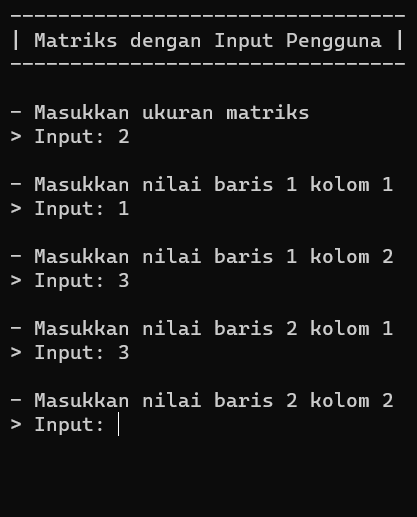 ---------------------------------
| Matriks dengan Input Pengguna |
---------------------------------
- Masukkan ukuran matriks
> Input: 2
- Masukkan nilai baris 1 kolom 1
> Input: 1
- Masukkan nilai baris 1 kolom 2
> Input: 3
- Masukkan nilai baris 2 kolom 1
> Input: 3
- Masukkan nilai baris 2 kolom 2
> Input: